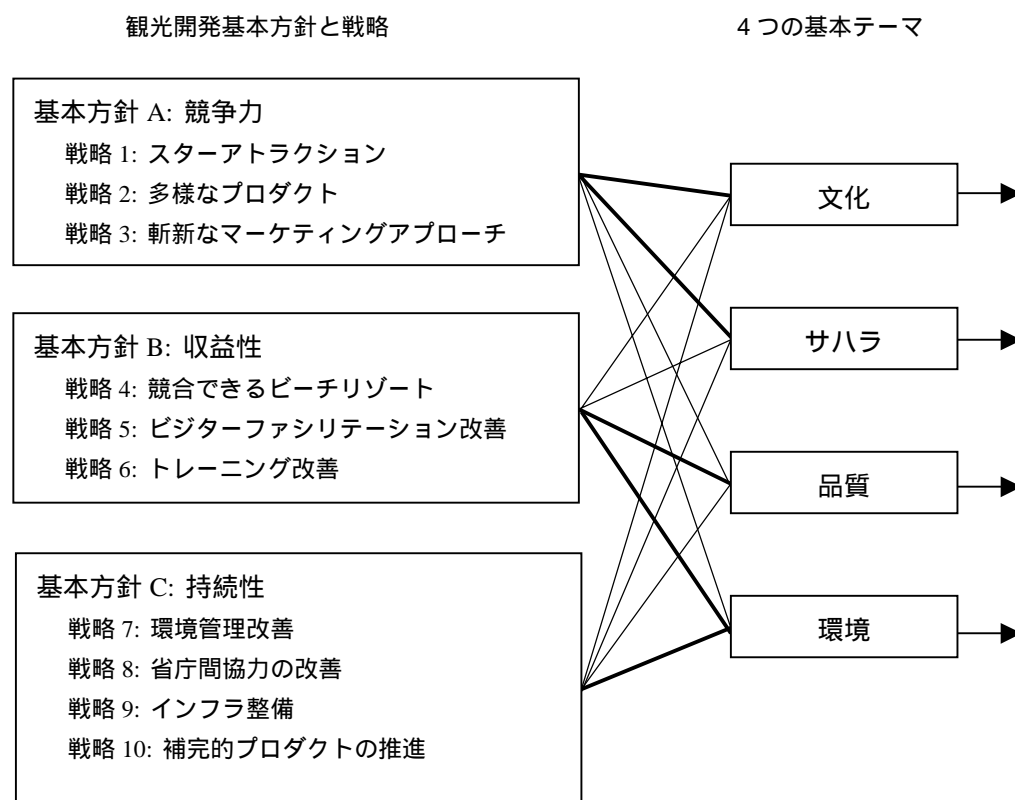 観光開発基本方針と戦略
4つの基本テーマ
基本方針 A: 競争力
戦略 1: スターアトラクション
戦略 2: 多様なプロダクト
戦略 3: 斬新なマーケティングアプローチ
基本方針 B: 収益性
戦略 4: 競合できるビーチリゾート
戦略 5: ビジターファシリテーション改善
戦略 6: トレーニング改善
基本方針 C: 持続性
戦略 7: 環境管理改善
戦略 8: 省庁間協力の改善
戦略 9: インフラ整備
戦略 10: 補完的プロダクトの推進
文化
サハラ
品質
環境